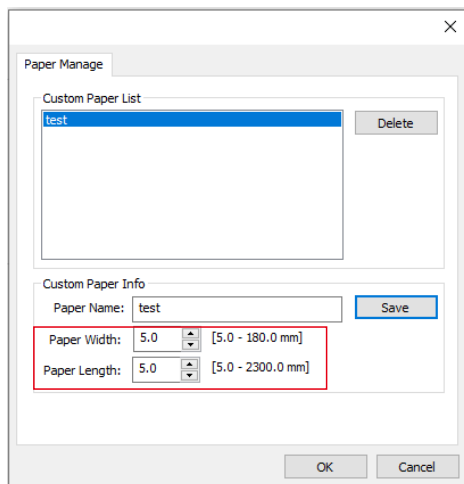 Paper Manage
Custom Paper List
test
Delete
Custom Paper Info
Paper Name: test Save
Paper Width: 5.0 [5.0 - 180.0 mm]
Paper Length: 5.0 [5.0 - 2300.0 mm]
OK Cancel